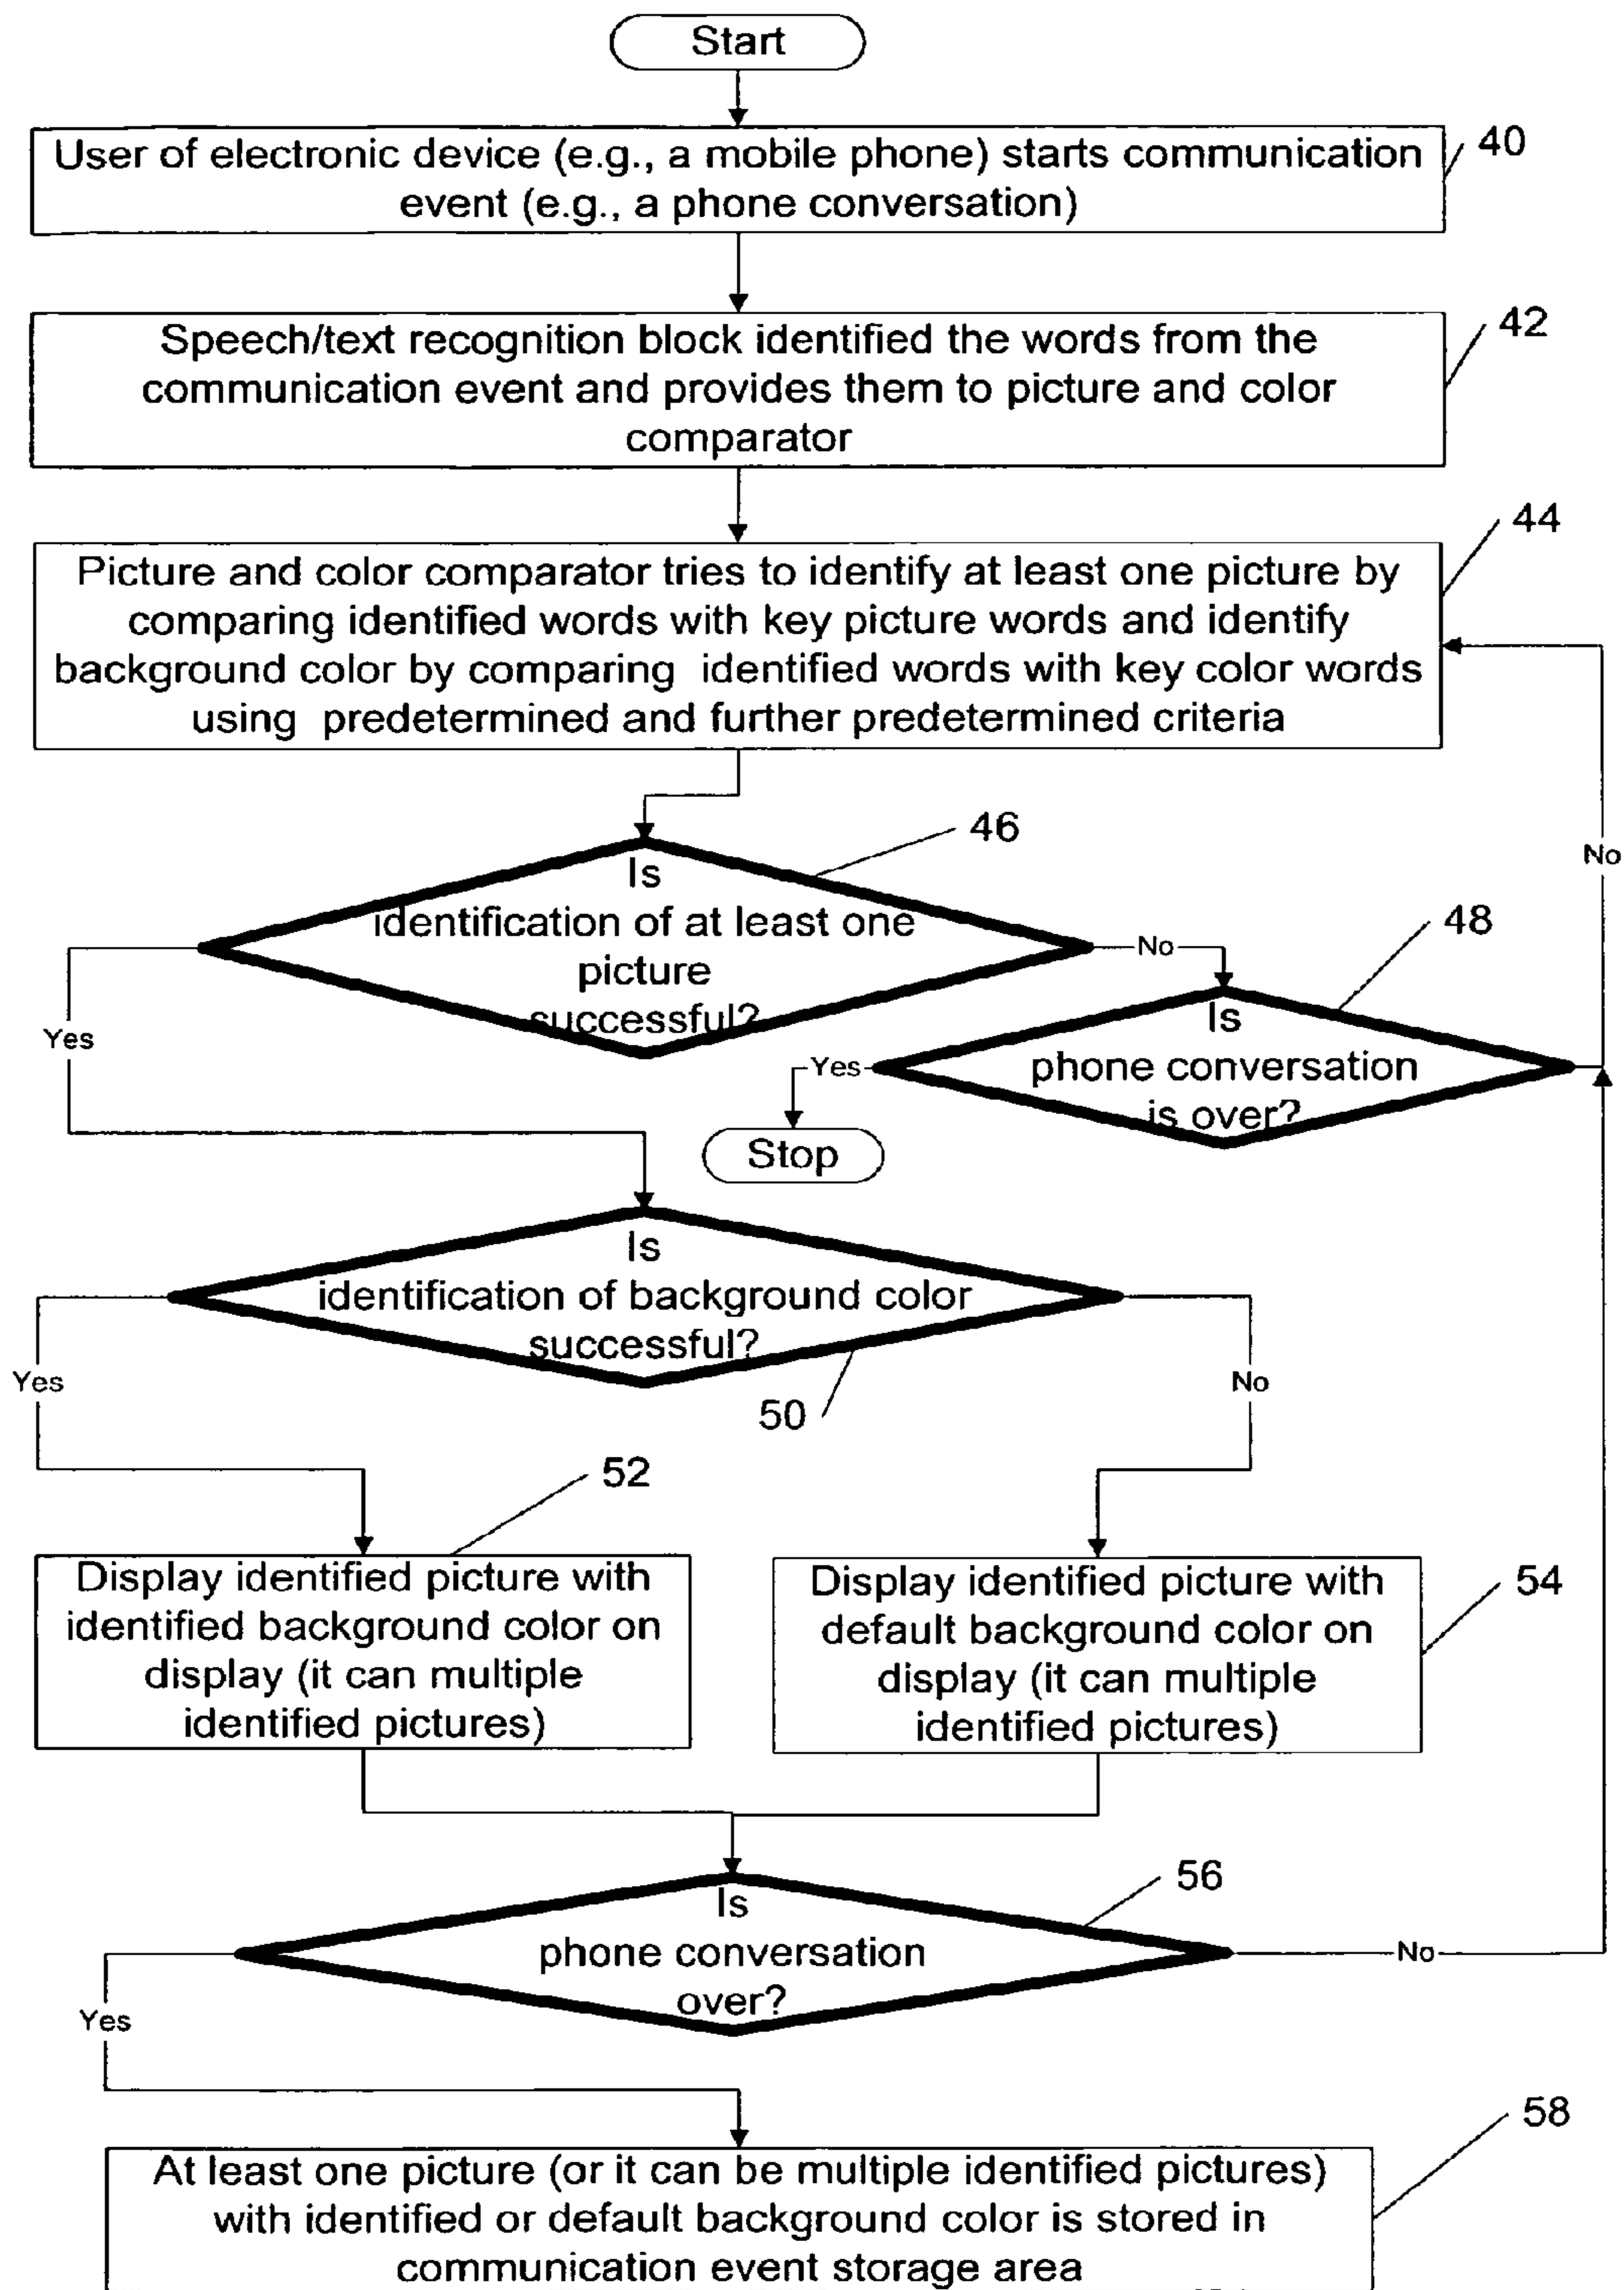 Start
User of electronic device (e.g., a mobile phone) starts communication
event (e.g., a phone conversation)
40
Speech/text recognition block identified the words from the
communication event and provides them to picture and color
comparator
42
44
Picture and color comparator tries to identify at least one picture by
comparing identified words with key picture words and identify
background color by comparing identified words with key color words
using predetermined and further predetermined criteria
46
Is
identification of at least one
picture
successful?
Yes
No
48
Is
phone conversation
is over?
No
Yes
Stop
Is
identification of background color
successful?
50
Yes
No
52
Display identified picture with
identified background color on
display (it can multiple
identified pictures)
54
Display identified picture with
default background color on
display (it can multiple
identified pictures)
56
Is
phone conversation
over?
No
Yes
58
At least one picture (or it can be multiple identified pictures)
with identified or default background color is stored in
communication event storage area